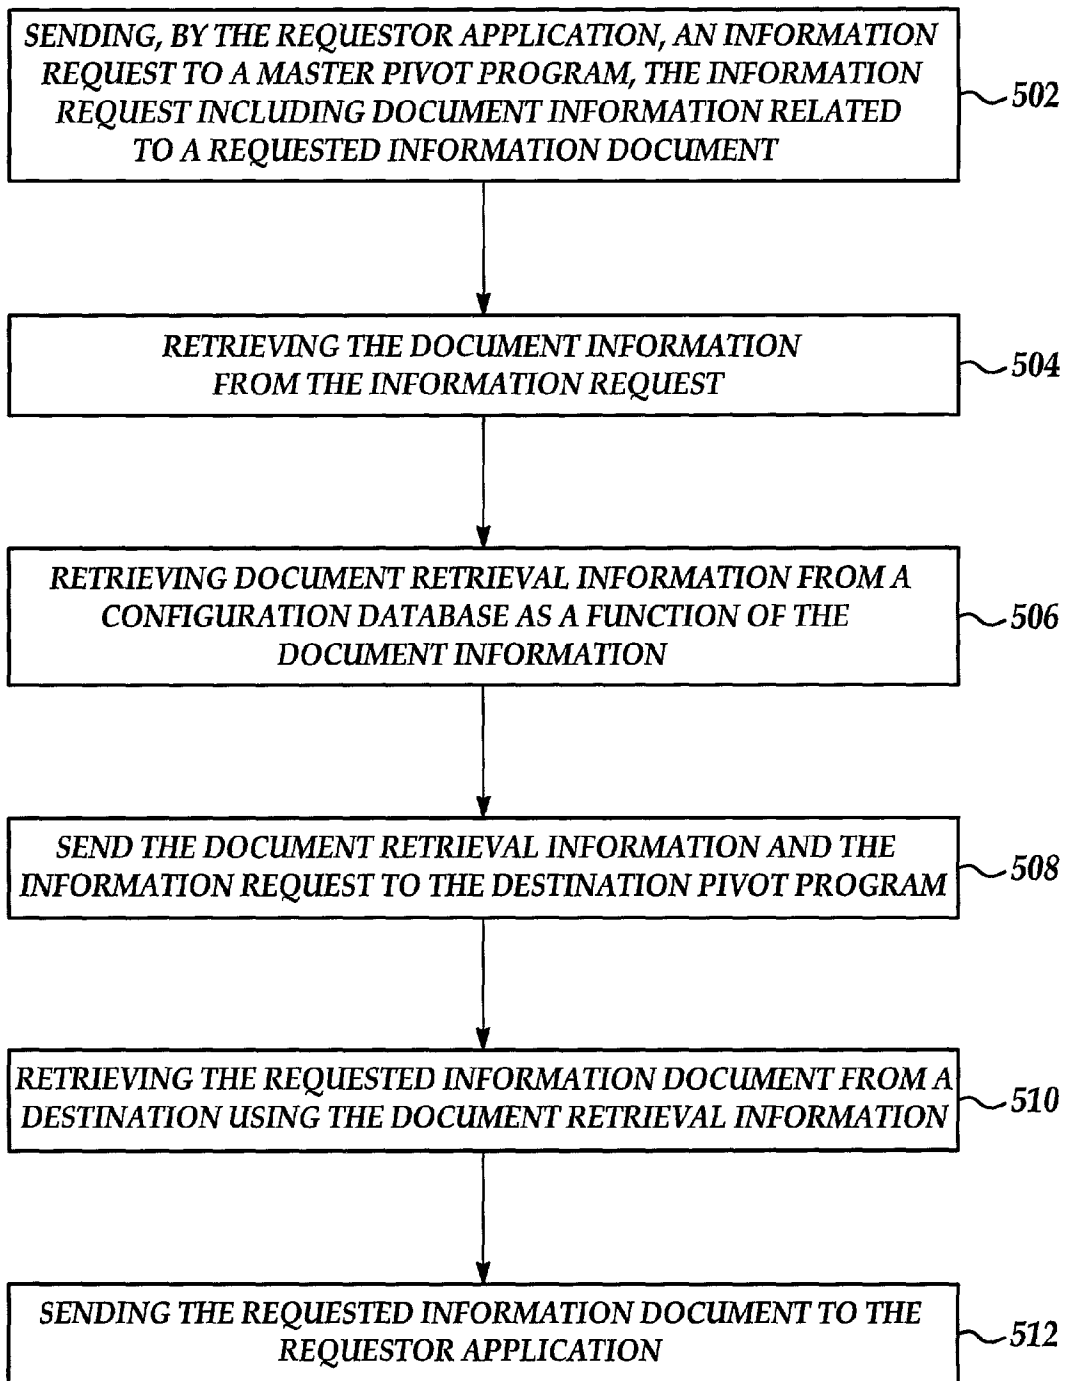 SENDING, BY THE REQUESTOR APPLICATION, AN INFORMATION
REQUEST TO A MASTER PIVOT PROGRAM, THE INFORMATION
REQUEST INCLUDING DOCUMENT INFORMATION RELATED
TO A REQUESTED INFORMATION DOCUMENT
502
RETRIEVING THE DOCUMENT INFORMATION
FROM THE INFORMATION REQUEST
504
RETRIEVING DOCUMENT RETRIEVAL INFORMATION FROM A
CONFIGURATION DATABASE AS A FUNCTION OF THE
DOCUMENT INFORMATION
506
SEND THE DOCUMENT RETRIEVAL INFORMATION AND THE
INFORMATION REQUEST TO THE DESTINATION PIVOT PROGRAM
508
RETRIEVING THE REQUESTED INFORMATION DOCUMENT FROM A
DESTINATION USING THE DOCUMENT RETRIEVAL INFORMATION
510
SENDING THE REQUESTED INFORMATION DOCUMENT TO THE
REQUESTOR APPLICATION
512